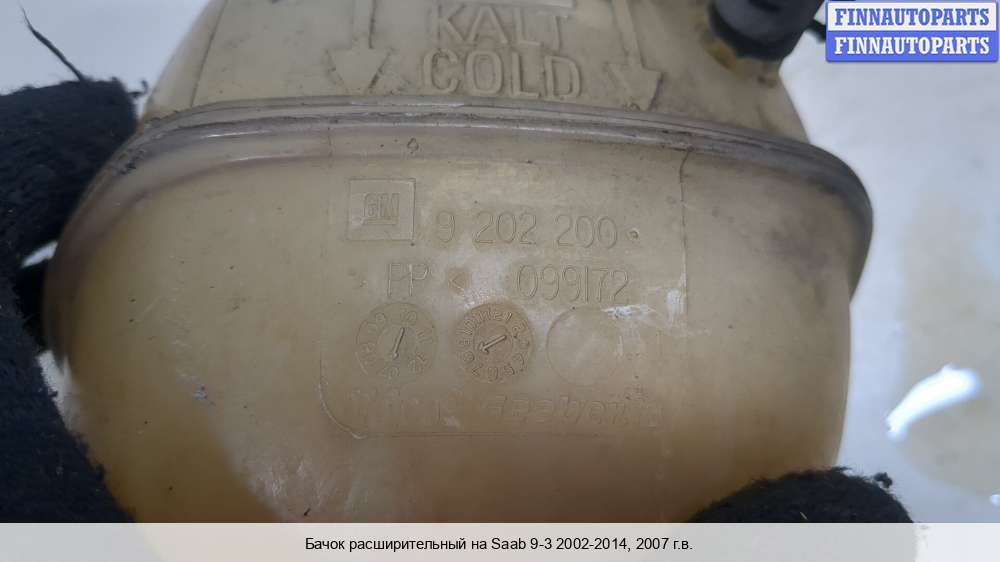 FINNAUTOPARTS
FINNAUTOPARTS
KALT
COLD
GM
9 202 200
PP
099172
Бачок расширительный на Saab 9-3 2002-2014, 2007 г.в.